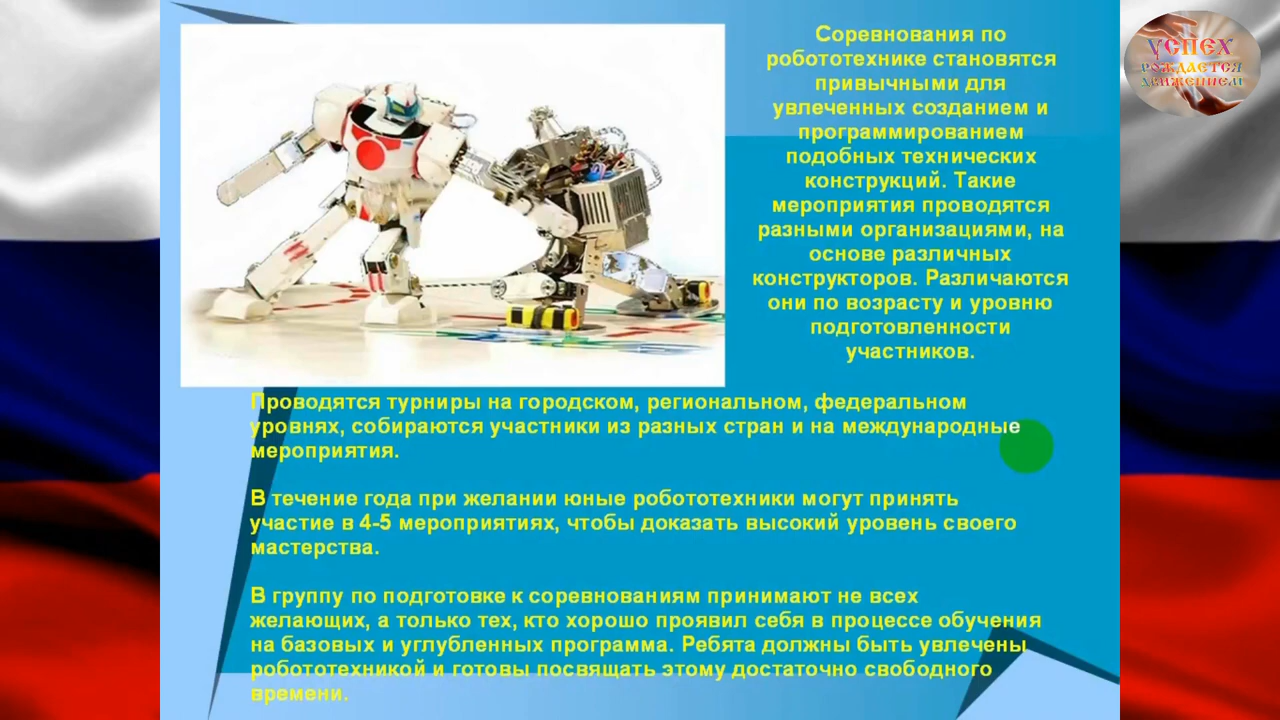 Соревнования по
робототехнике становятся
привычными для
увлеченных созданием и
программированием
подобных технических
конструкций. Такие
мероприятия проводятся
разными организациями, на
основе различных
конструкторов. Различаются
они по возрасту и уровню
подготовленности
участников.
УСПЕХ
РОЖДАЕТСЯ
ДВИЖЕНИЕМ
Проводятся турниры на городском, региональном, федеральном
уровнях, собираются участники из разных стран и на международные
мероприятия.
В течение года при желании юные робототехники могут принять
участие в 4-5 мероприятиях, чтобы доказать высокий уровень своего
мастерства.
В группу по подготовке к соревнованиям принимают не всех
желающих, а только тех, кто хорошо проявил себя в процессе обучения
на базовых и углубленных программа. Ребята должны быть увлечены
робототехникой и готовы посвящать этому достаточно свободного
времени.